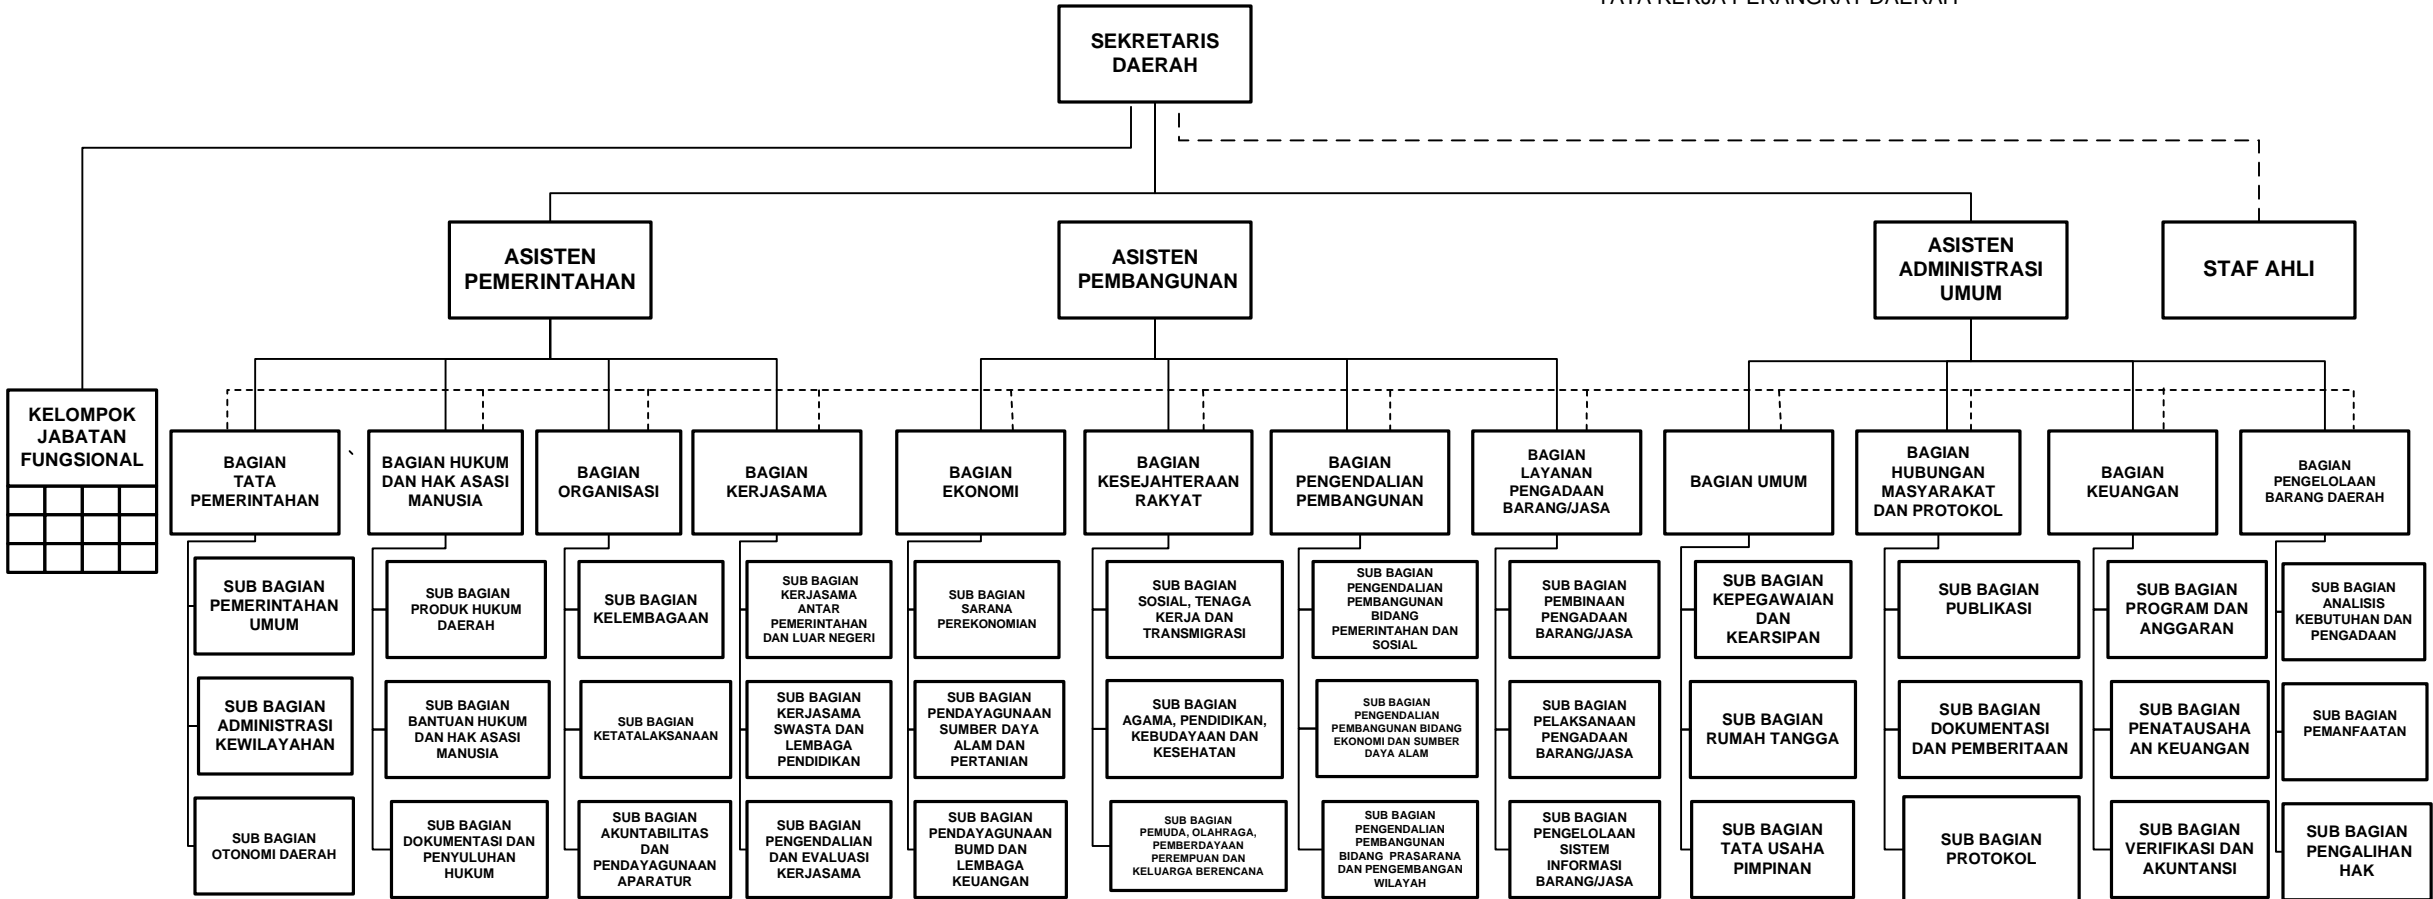 TATA KERJA PERANGKAT DAERAH
SEKRETARIS
DAERAH
ASISTEN
PEMERINTAHAN
ASISTEN
PEMBANGUNAN
ASISTEN
ADMINISTRASI
UMUM
STAF AHLI
KELOMPOK
JABATAN
FUNGSIONAL
BAGIAN
TATA
PEMERINTAHAN
BAGIAN HUKUM
DAN HAK ASASI
MANUSIA
BAGIAN
ORGANISASI
BAGIAN
KERJASAMA
BAGIAN
EKONOMI
BAGIAN
KESEJAHTERAAN
RAKYAT
BAGIAN
PENGENDALIAN
PEMBANGUNAN
BAGIAN
LAYANAN
PENGADAAN
BARANG/JASA
BAGIAN UMUM
BAGIAN
HUBUNGAN
MASYARAKAT
DAN PROTOKOL
BAGIAN
KEUANGAN
BAGIAN
PENGELOLAAN
BARANG DAERAH
SUB BAGIAN
PEMERINTAHAN
UMUM
SUB BAGIAN
PRODUK HUKUM
DAERAH
SUB BAGIAN
KELEMBAGAAN
SUB BAGIAN
KERJASAMA
ANTAR
PEMERINTAHAN
DAN LUAR NEGERI
SUB BAGIAN
SARANA
PEREKONOMIAN
SUB BAGIAN
SOSIAL, TENAGA
KERJA DAN
TRANSMIGRASI
SUB BAGIAN
PENGENDALIAN
PEMBANGUNAN
BIDANG
PEMERINTAHAN DAN
SOSIAL
SUB BAGIAN
PEMBINAAN
PENGADAAN
BARANG/JASA
SUB BAGIAN
KEPEGAWAIAN
DAN
KEARSIPAN
SUB BAGIAN
PUBLIKASI
SUB BAGIAN
PROGRAM DAN
ANGGARAN
SUB BAGIAN
ANALISIS
KEBUTUHAN DAN
PENGADAAN
SUB BAGIAN
ADMINISTRASI
KEWILAYAHAN
SUB BAGIAN
BANTUAN HUKUM
DAN HAK ASASI
MANUSIA
SUB BAGIAN
KETATALAKSANAAN
SUB BAGIAN
KERJASAMA
SWASTA DAN
LEMBAGA
PENDIDIKAN
SUB BAGIAN
PENDAYAGUNAAN
SUMBER DAYA
ALAM DAN
PERTANIAN
SUB BAGIAN
AGAMA, PENDIDIKAN,
KEBUDAYAAN DAN
KESEHATAN
SUB BAGIAN
PENGENDALIAN
PEMBANGUNAN BIDANG
EKONOMI DAN SUMBER
DAYA ALAM
SUB BAGIAN
PELAKSANAAN
PENGADAAN
BARANG/JASA
SUB BAGIAN
RUMAH TANGGA
SUB BAGIAN
DOKUMENTASI
DAN PEMBERITAAN
SUB BAGIAN
PENATAUSAHA
AN KEUANGAN
SUB BAGIAN
PEMANFAATAN
SUB BAGIAN
OTONOMI DAERAH
SUB BAGIAN
DOKUMENTASI DAN
PENYULUHAN
HUKUM
SUB BAGIAN
AKUNTABILITAS
DAN
PENDAYAGUNAAN
APARATUR
SUB BAGIAN
PENGENDALIAN
DAN EVALUASI
KERJASAMA
SUB BAGIAN
PENDAYAGUNAAN
BUMD DAN
LEMBAGA
KEUANGAN
SUB BAGIAN
PEMUDA, OLAHRAGA,
PEMBERDAYAAN
PEREMPUAN DAN
KELUARGA BERENCANA
SUB BAGIAN
PENGENDALIAN
PEMBANGUNAN
BIDANG PRASARANA
DAN PENGEMBANGAN
WILAYAH
SUB BAGIAN
PENGELOLAAN
SISTEM
INFORMASI
BARANG/JASA
SUB BAGIAN
TATA USAHA
PIMPINAN
SUB BAGIAN
PROTOKOL
SUB BAGIAN
VERIFIKASI DAN
AKUNTANSI
SUB BAGIAN
PENGALIHAN
HAK